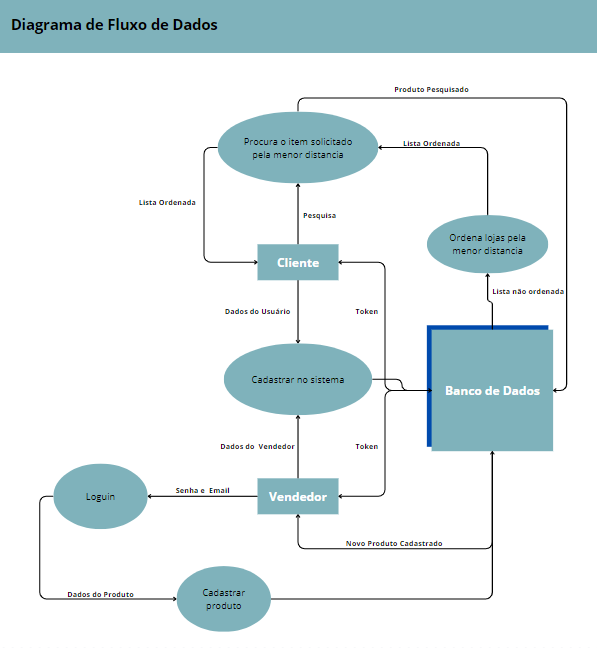 Diagrama de Fluxo de Dados
Produto Pesquisado
Procura o item solicitado
pela menor distancia
Lista Ordenada
Lista Ordenada
Pesquisa
Ordena lojas pela
menor distancia
Cliente
Lista não ordenada
Dados do Usuário
Token
Cadastrar no sistema
Banco de Dados
Dados do Vendedor
Token
Senha e Email
Loguin
Vendedor
Novo Produto Cadastrado
Dados do Produto
Cadastrar
produto